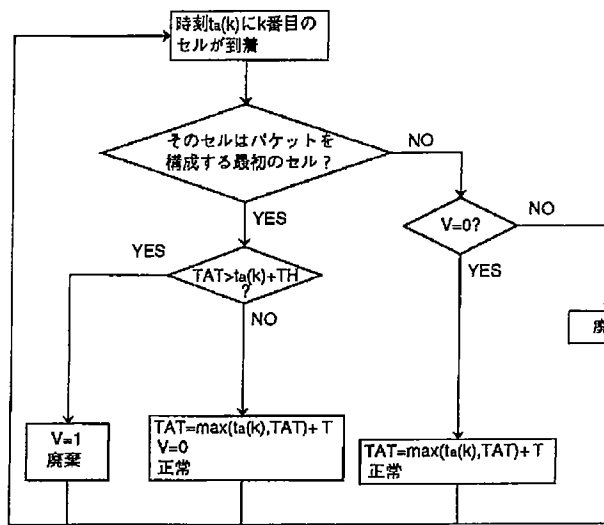 時刻ta(k)にk番目の
セルが到着
そのセルはパケットを
構成する最初のセル?
NO
YES
V=0?
NO
YES
YES
TAT>ta(k)+TH
?
NO
廃
V=1
廃棄
TAT=max(ta(k),TAT)+T
V=0
正常
TAT=max(ta(k),TAT)+T
正常